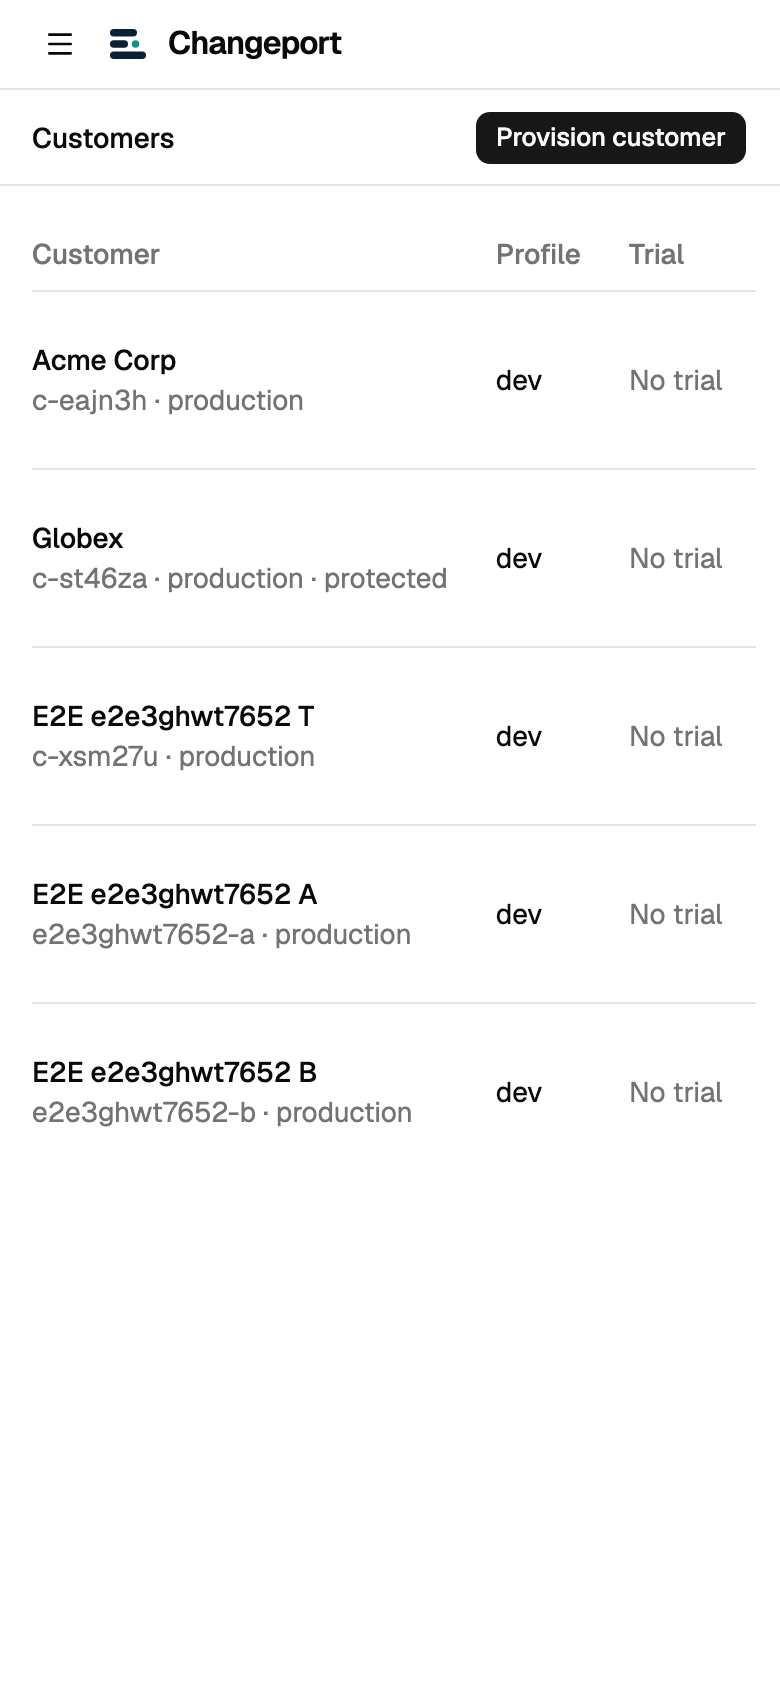 Changeport
Customers
Provision customer
Customer Profile Trial
Acme Corp
c-eajn3h · production
dev
No trial
Globex
c-st46za · production · protected
dev
No trial
E2E e2e3ghwt7652 T
c-xsm27u · production
dev
No trial
E2E e2e3ghwt7652 A
e2e3ghwt7652-a · production
dev
No trial
E2E e2e3ghwt7652 B
e2e3ghwt7652-b · production
dev
No trial